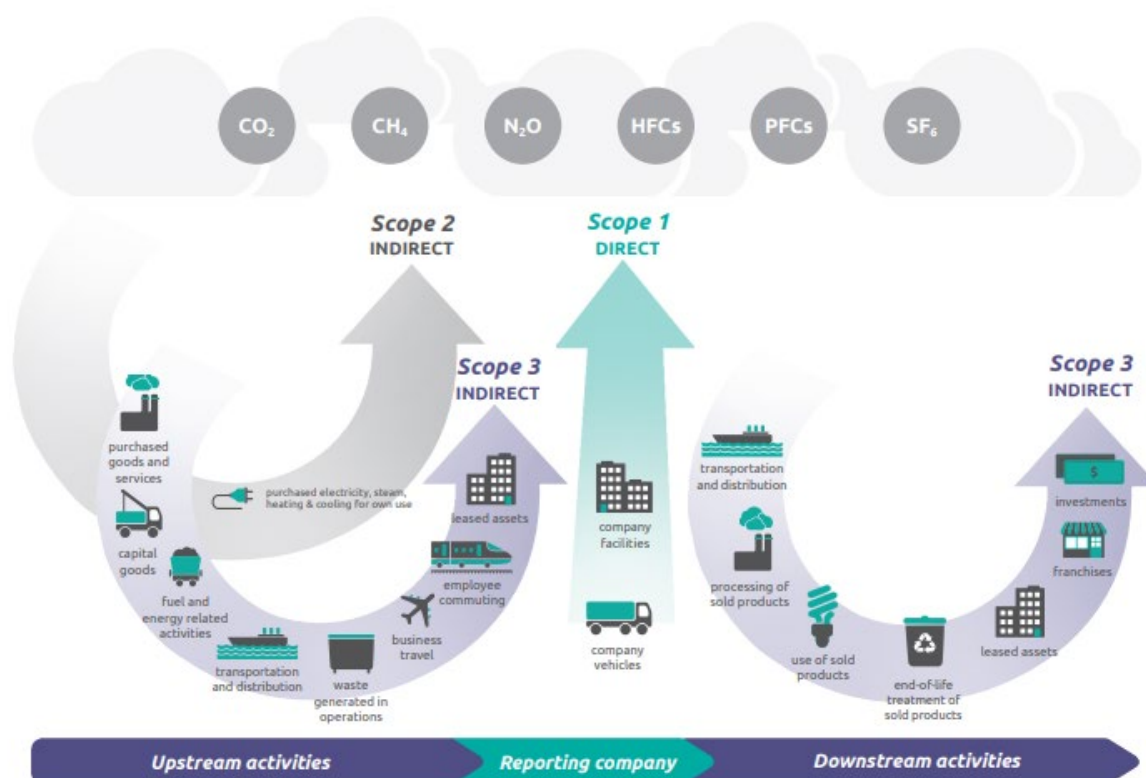 CO₂
CH₄
N₂O
HFCs
PFCs
SF₆
Scope 2
INDIRECT
Scope 1
DIRECT
Scope 3
INDIRECT
Scope 3
INDIRECT
purchased
goods and
services
capital
goods
fuel and
energy related
activities
purchased electricity, steam,
heating & cooling for own use
transportation
and distribution
waste
generated in
operations
business
travel
employee
commuting
leased assets
company
facilities
company
vehicles
transportation
and distribution
processing of
sold products
use of sold
products
end-of-life
treatment of
sold products
leased assets
franchises
$
investments
Upstream activities
Reporting company
Downstream activities